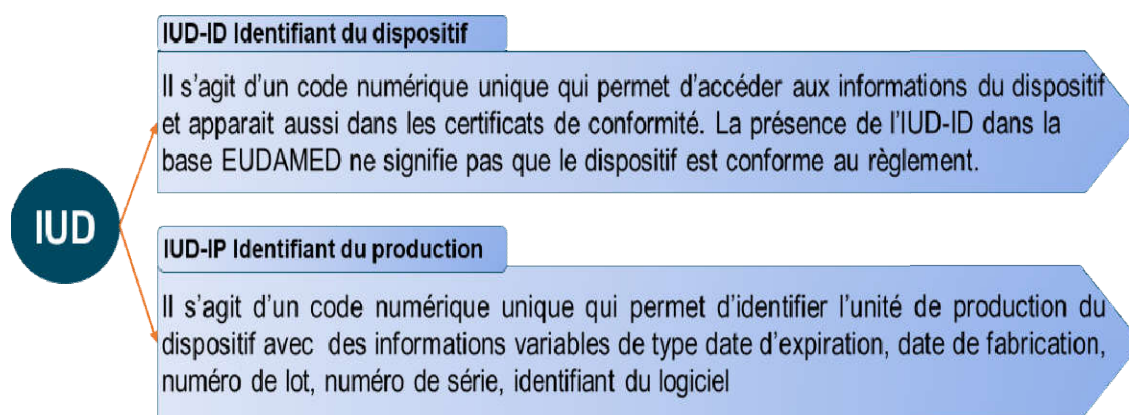 IUD
IUD-ID Identifiant du dispositif
Il s’agit d’un code numérique unique qui permet d’accéder aux informations du dispositif
et apparait aussi dans les certificats de conformité. La présence de l’IUD-ID dans la
base EUDAMED ne signifie pas que le dispositif est conforme au règlement.
IUD-IP Identifiant du production
Il s’agit d’un code numérique unique qui permet d’identifier l’unité de production du
dispositif avec des informations variables de type date d’expiration, date de fabrication,
numéro de lot, numéro de série, identifiant du logiciel